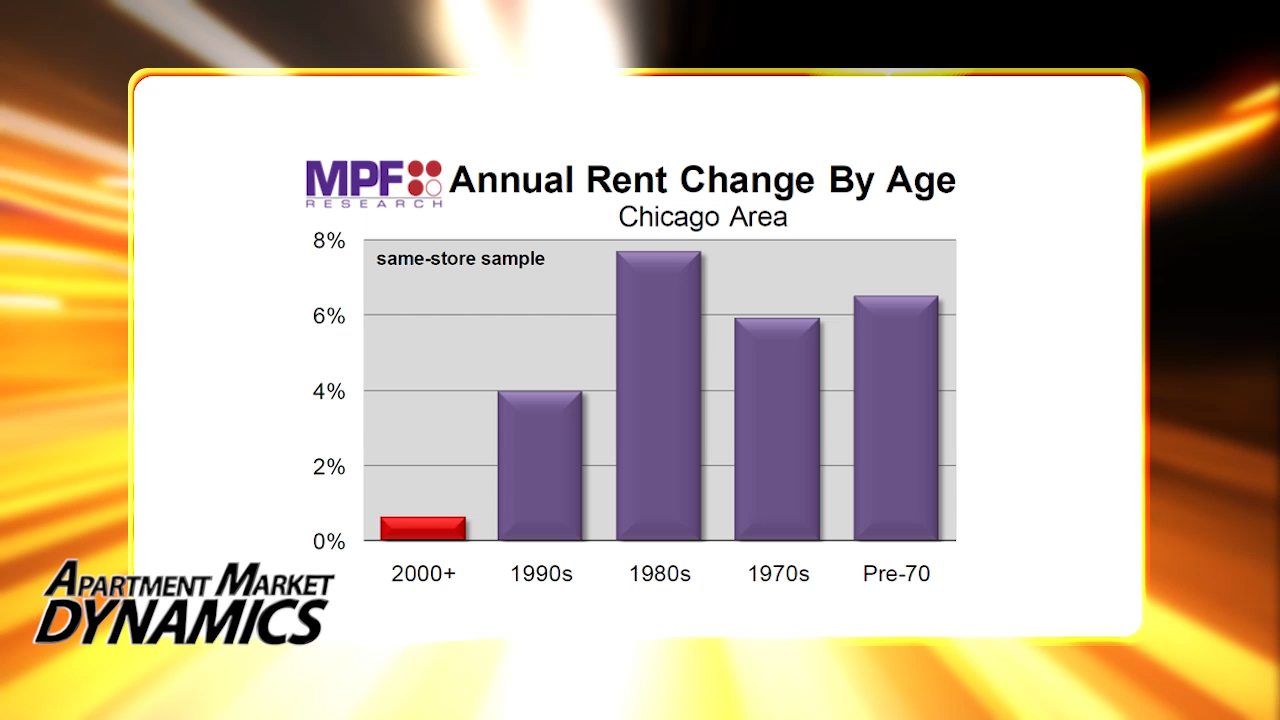 MPF
RESEARCH
Annual Rent Change By Age
Chicago Area
same-store sample
8%
6%
4%
2%
0%
2000+
1990s
1980s
1970s
Pre-70
APARTMENT MARKET
DYNAMICS